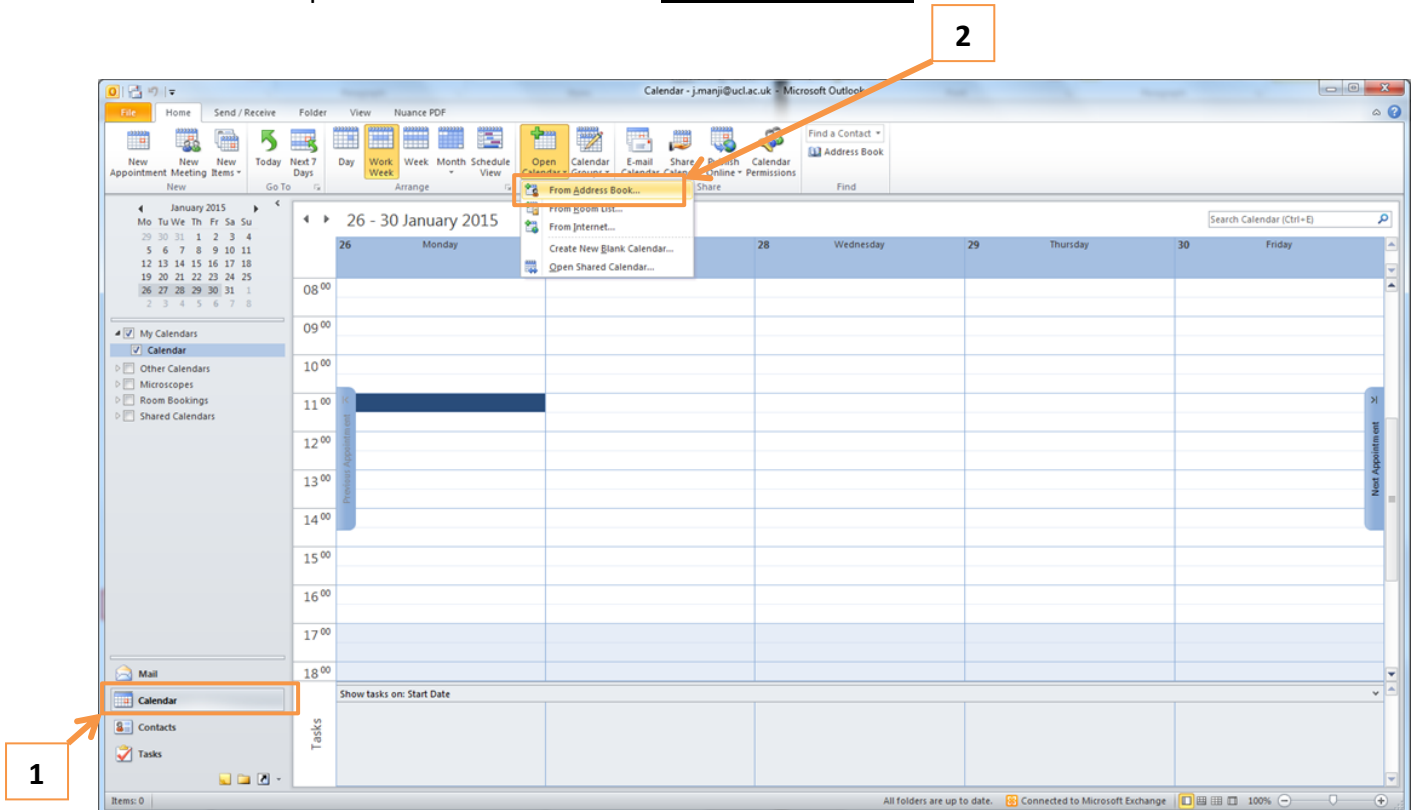 2
Calendar - j.manji@ucl.ac.uk - Microsoft Outlook
File Home Send / Receive Folder View Nuance PDF
New Appointment New Meeting New Items Today Next 7 Days Day Work Week Week Month Schedule View Open Calendar Calendar Groups E-mail Calendar Share Calendar Publish Online Calendar Permissions
Find a Contact
Address Book
New Go To Arrange Share Find
From Address Book...
From Room List...
From Internet...
Create New Blank Calendar...
Open Shared Calendar...
January 2015
Mo Tu We Th Fr Sa Su
29 30 31 1 2 3 4
5 6 7 8 9 10 11
12 13 14 15 16 17 18
19 20 21 22 23 24 25
26 27 28 29 30 31 1
2 3 4 5 6 7 8
My Calendars
Calendar
Other Calendars
Microscopes
Room Bookings
Shared Calendars
26 - 30 January 2015
Search Calendar (Ctrl+E)
26 Monday 28 Wednesday 29 Thursday 30 Friday
08 00
09 00
10 00
11 00
12 00
13 00
14 00
15 00
16 00
17 00
18 00
Previous Appointment
Next Appointment
Mail
Calendar
Contacts
Tasks
1
Show tasks on: Start Date
Tasks
Items: 0
All folders are up to date. Connected to Microsoft Exchange 100%